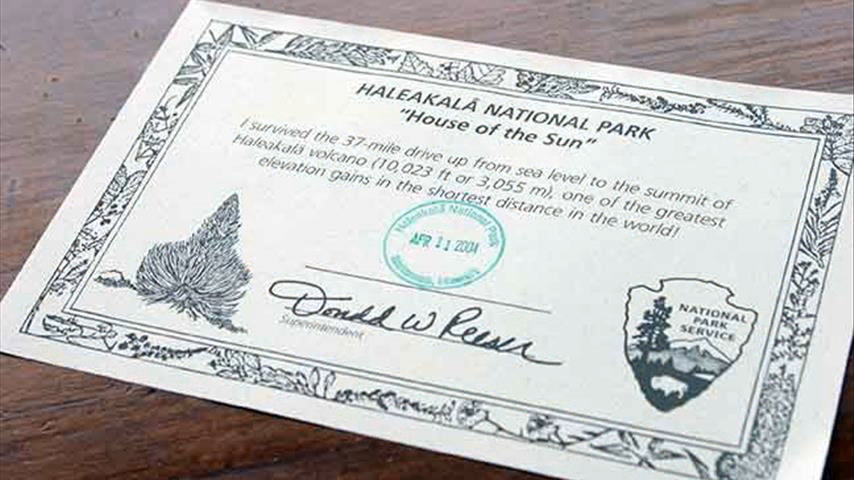 HALEAKALĀ NATIONAL PARK
"House of the Sun"
I survived the 37-mile drive up from sea level to the summit of
Haleakalā volcano (10,023 ft or 3,055 m), one of the greatest
elevation gains in the shortest distance in the world!
Haleakala National Park
APR 11 2004
Donald W Reeser
Superintendent
NATIONAL
PARK
SERVICE